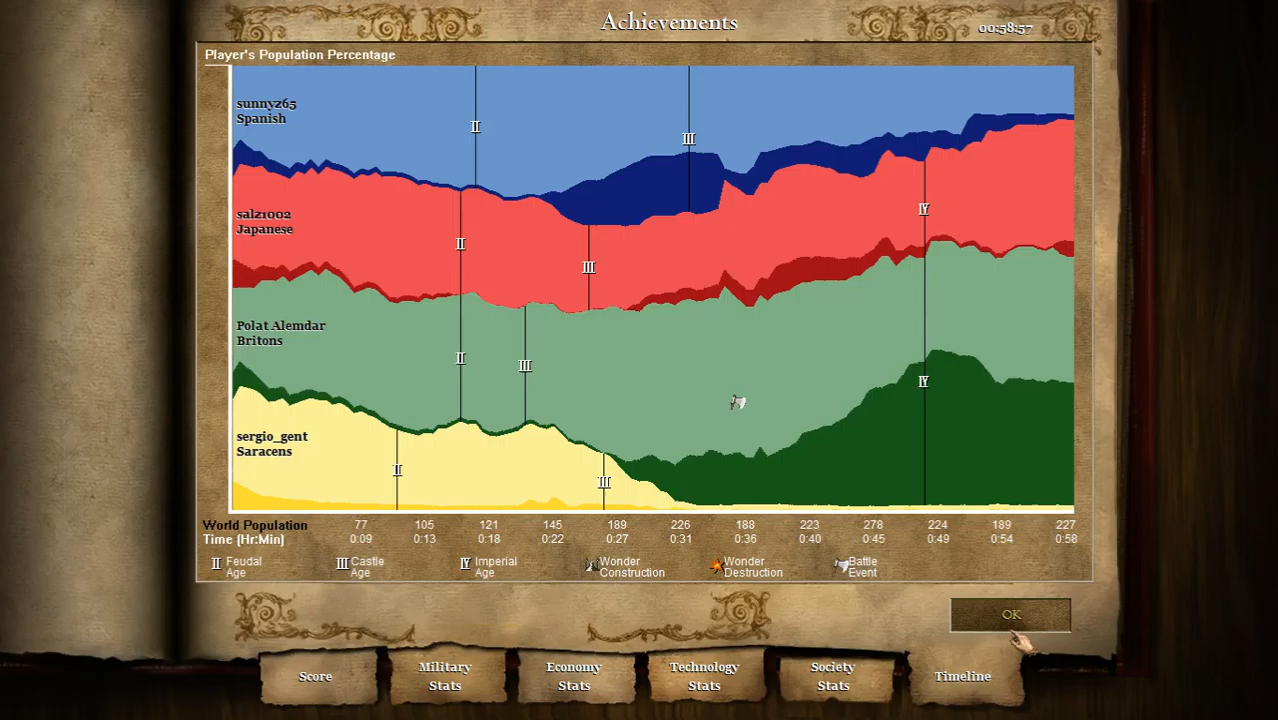 Achievements
00:58:57
Player's Population Percentage
sunnyz65
Spanish
II
III
salz1002
Japanese
II
III
IV
Polat Alemdar
Britons
II
III
IV
sergio_gent
Saracens
II
III
World Population 77 105 121 145 189 226 188 223 278 224 189 227
Time (Hr:Min) 0:09 0:13 0:18 0:22 0:27 0:31 0:36 0:40 0:45 0:49 0:54 0:58
II Feudal Age
III Castle Age
IV Imperial Age
Wonder Construction
Wonder Destruction
Battle Event
OK
Score
Military Stats
Economy Stats
Technology Stats
Society Stats
Timeline